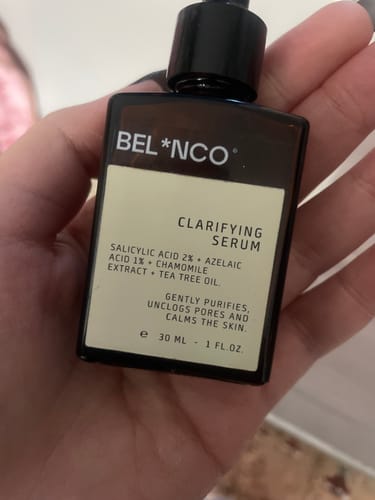 BEL*NCO°
CLARIFYING
SERUM
SALICYLIC ACID 2% + AZELAIC
ACID 1% + CHAMOMILE
EXTRACT + TEA TREE OIL.
GENTLY PURIFIES,
UNCLOGS PORES AND
CALMS THE SKIN.
℮ 30 ML - 1 FL.OZ.